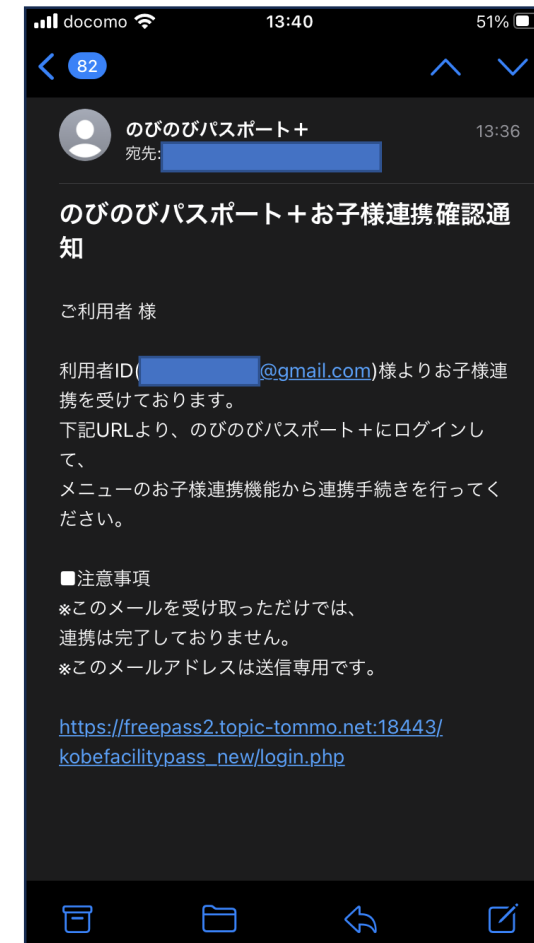 docomo 13:40 51%
82
のびのびパスポート＋ 13:36
宛先:
のびのびパスポート＋お子様連携確認通
知
ご利用者 様
利用者ID( @gmail.com)様よりお子様連
携を受けております。
下記URLより、のびのびパスポート＋にログインし
て、
メニューのお子様連携機能から連携手続きを行ってく
ださい。
■注意事項
※このメールを受け取っただけでは、
連携は完了しておりません。
※このメールアドレスは送信専用です。
https://freepass2.topic-tommo.net:18443/
kobefacilitypass_new/login.php